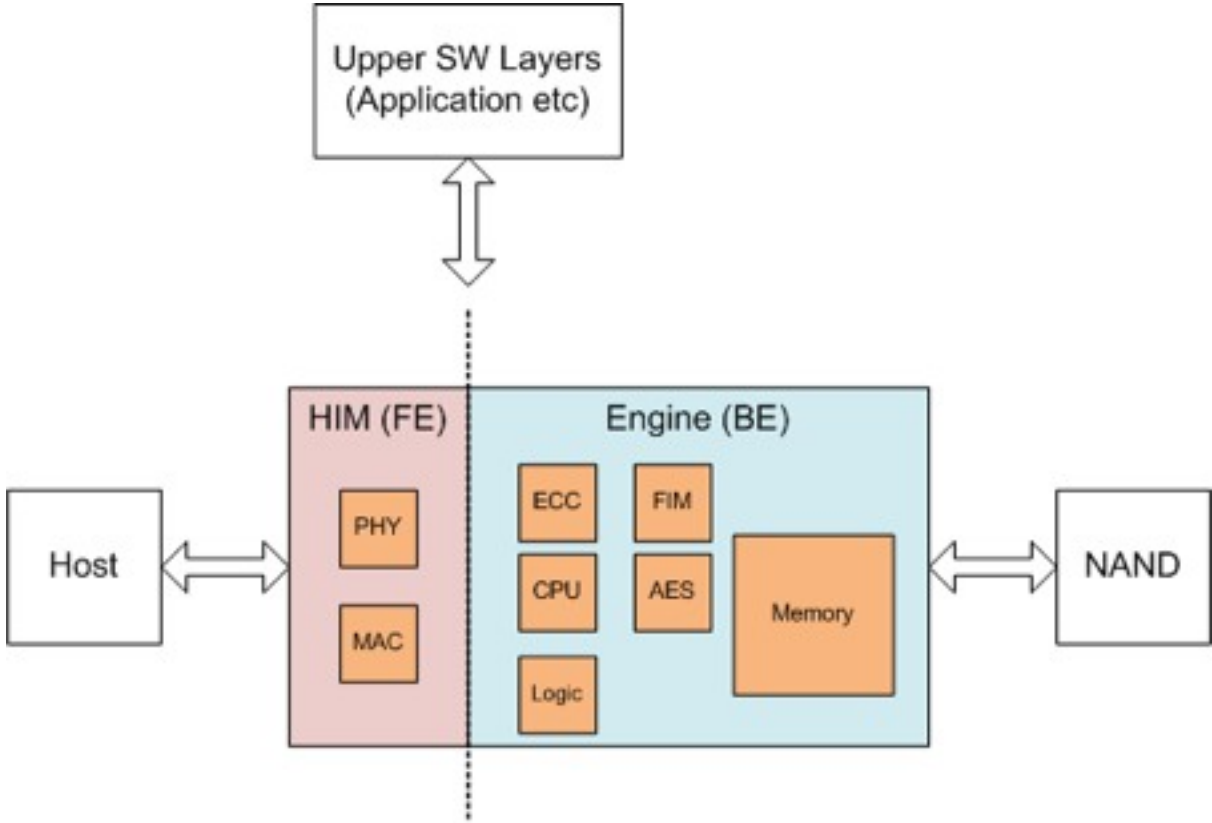 Upper SW Layers
(Application etc)
HIM (FE)
Engine (BE)
PHY
MAC
ECC
FIM
CPU
AES
Logic
Memory
Host
NAND